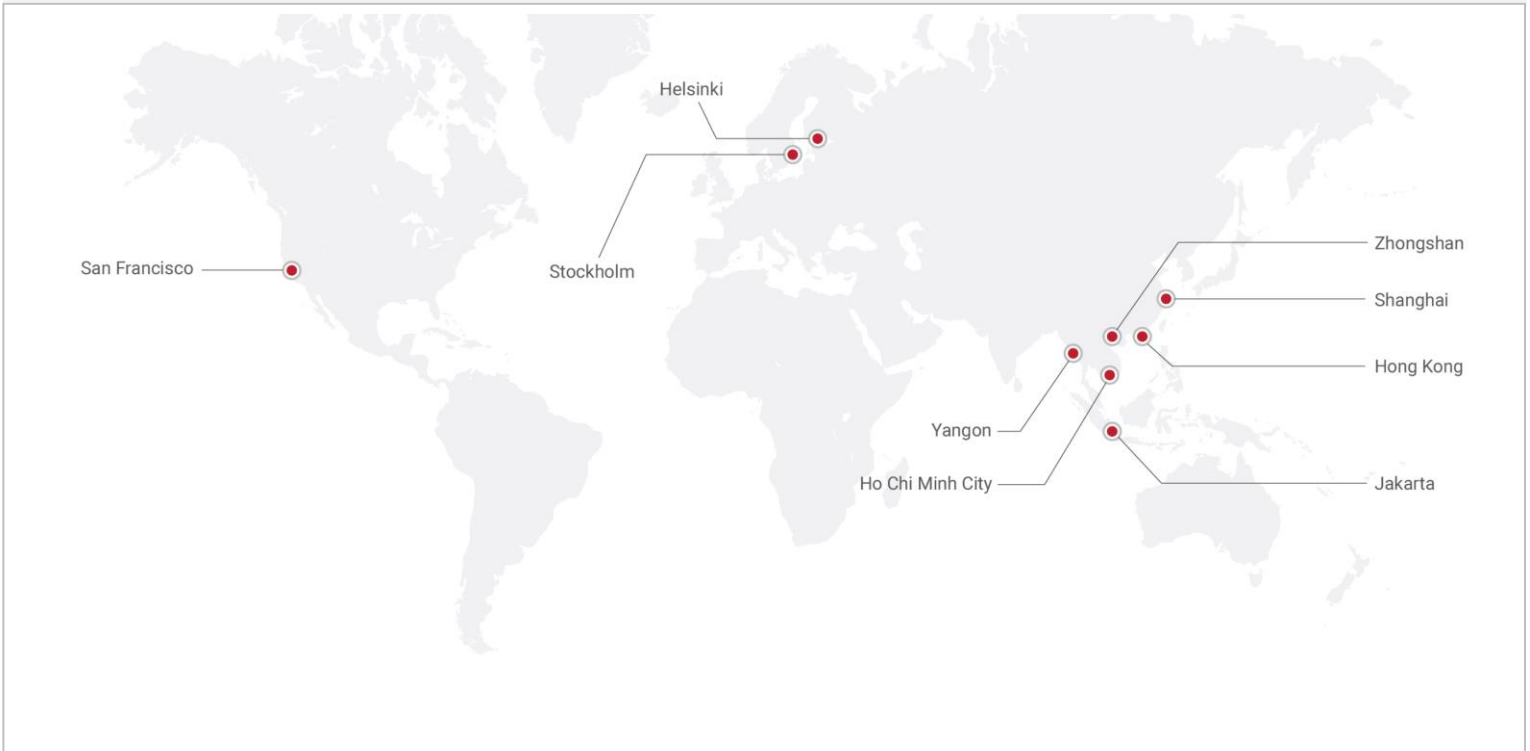 Helsinki
Zhongshan
San Francisco
Stockholm
Shanghai
Hong Kong
Yangon
Ho Chi Minh City
Jakarta